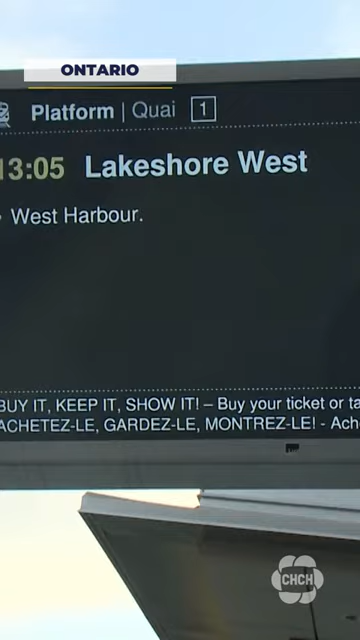 ONTARIO
Platform | Quai 1
13:05 Lakeshore West
West Harbour.
BUY IT, KEEP IT, SHOW IT! – Buy your ticket or ta
ACHETEZ-LE, GARDEZ-LE, MONTREZ-LE! - Ach
CHCH